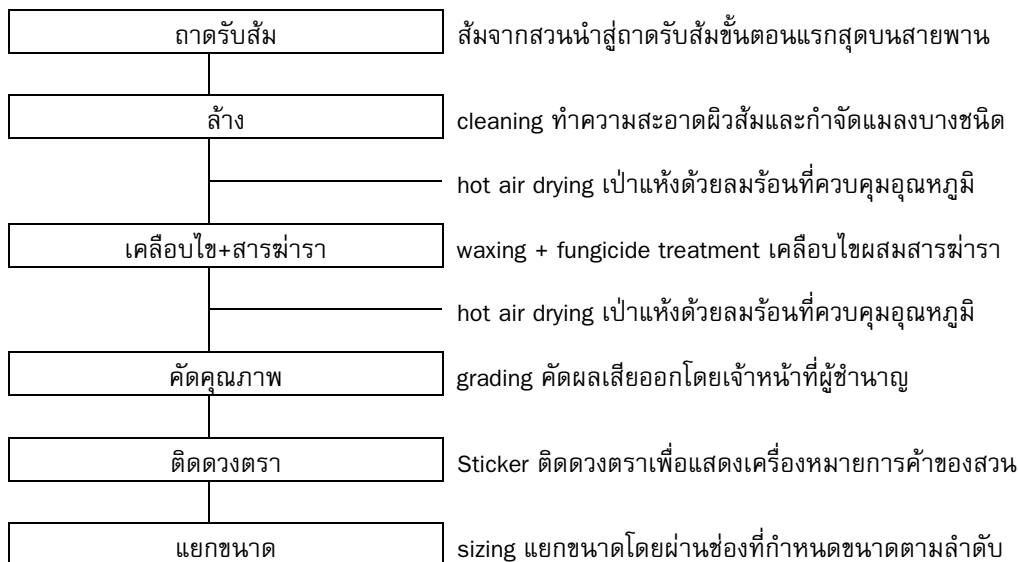 ถาดรับส้ม ส้มจากสวนนำสู่ถาดรับส้มขั้นตอนแรกสุดบนสายพาน
ล้าง cleaning ทำความสะอาดผิวส้มและกำจัดแมลงบางชนิด
hot air drying เป่าแห้งด้วยลมร้อนที่ควบคุมอุณหภูมิ
เคลือบไข+สารฆ่ารา waxing + fungicide treatment เคลือบไขผสมสารฆ่ารา
hot air drying เป่าแห้งด้วยลมร้อนที่ควบคุมอุณหภูมิ
คัดคุณภาพ grading คัดผลเสียออกโดยเจ้าหน้าที่ผู้ชำนาญ
ติดดวงตรา Sticker ติดดวงตราเพื่อแสดงเครื่องหมายการค้าของสวน
แยกขนาด sizing แยกขนาดโดยผ่านช่องที่กำหนดขนาดตามลำดับ